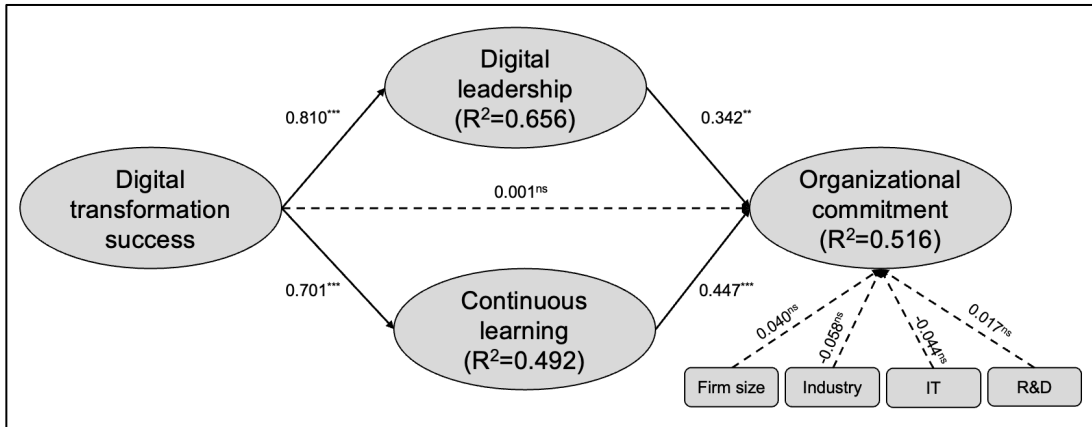 Digital
leadership
(R²=0.656)
0.810***
0.342**
Digital
transformation
success
0.001ns
Organizational
commitment
(R²=0.516)
0.701***
0.447***
Continuous
learning
(R²=0.492)
0.040ns
-0.058ns
-0.044ns
0.017ns
Firm size
Industry
IT
R&D